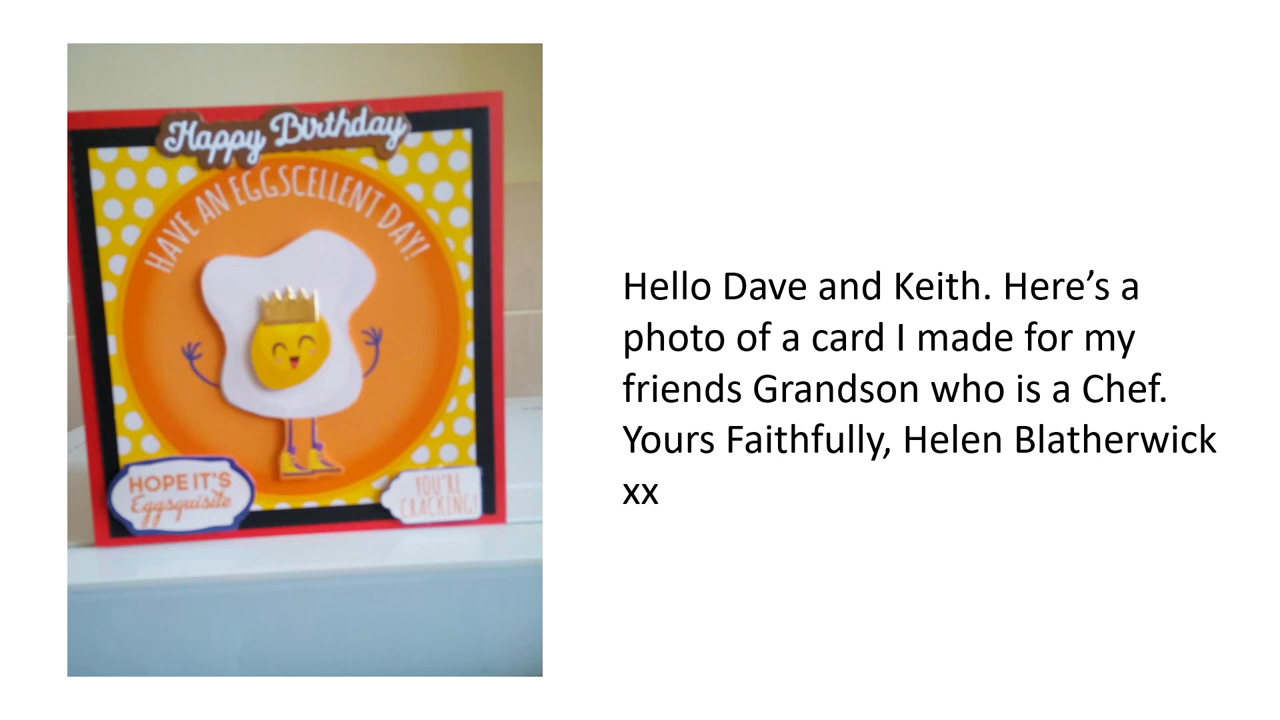 Happy Birthday
HAVE AN EGGSCELLENT DAY!
HOPE IT'S
Eggsquisite
YOU'RE
CRACKING!
Hello Dave and Keith. Here’s a
photo of a card I made for my
friends Grandson who is a Chef.
Yours Faithfully, Helen Blatherwick
xx